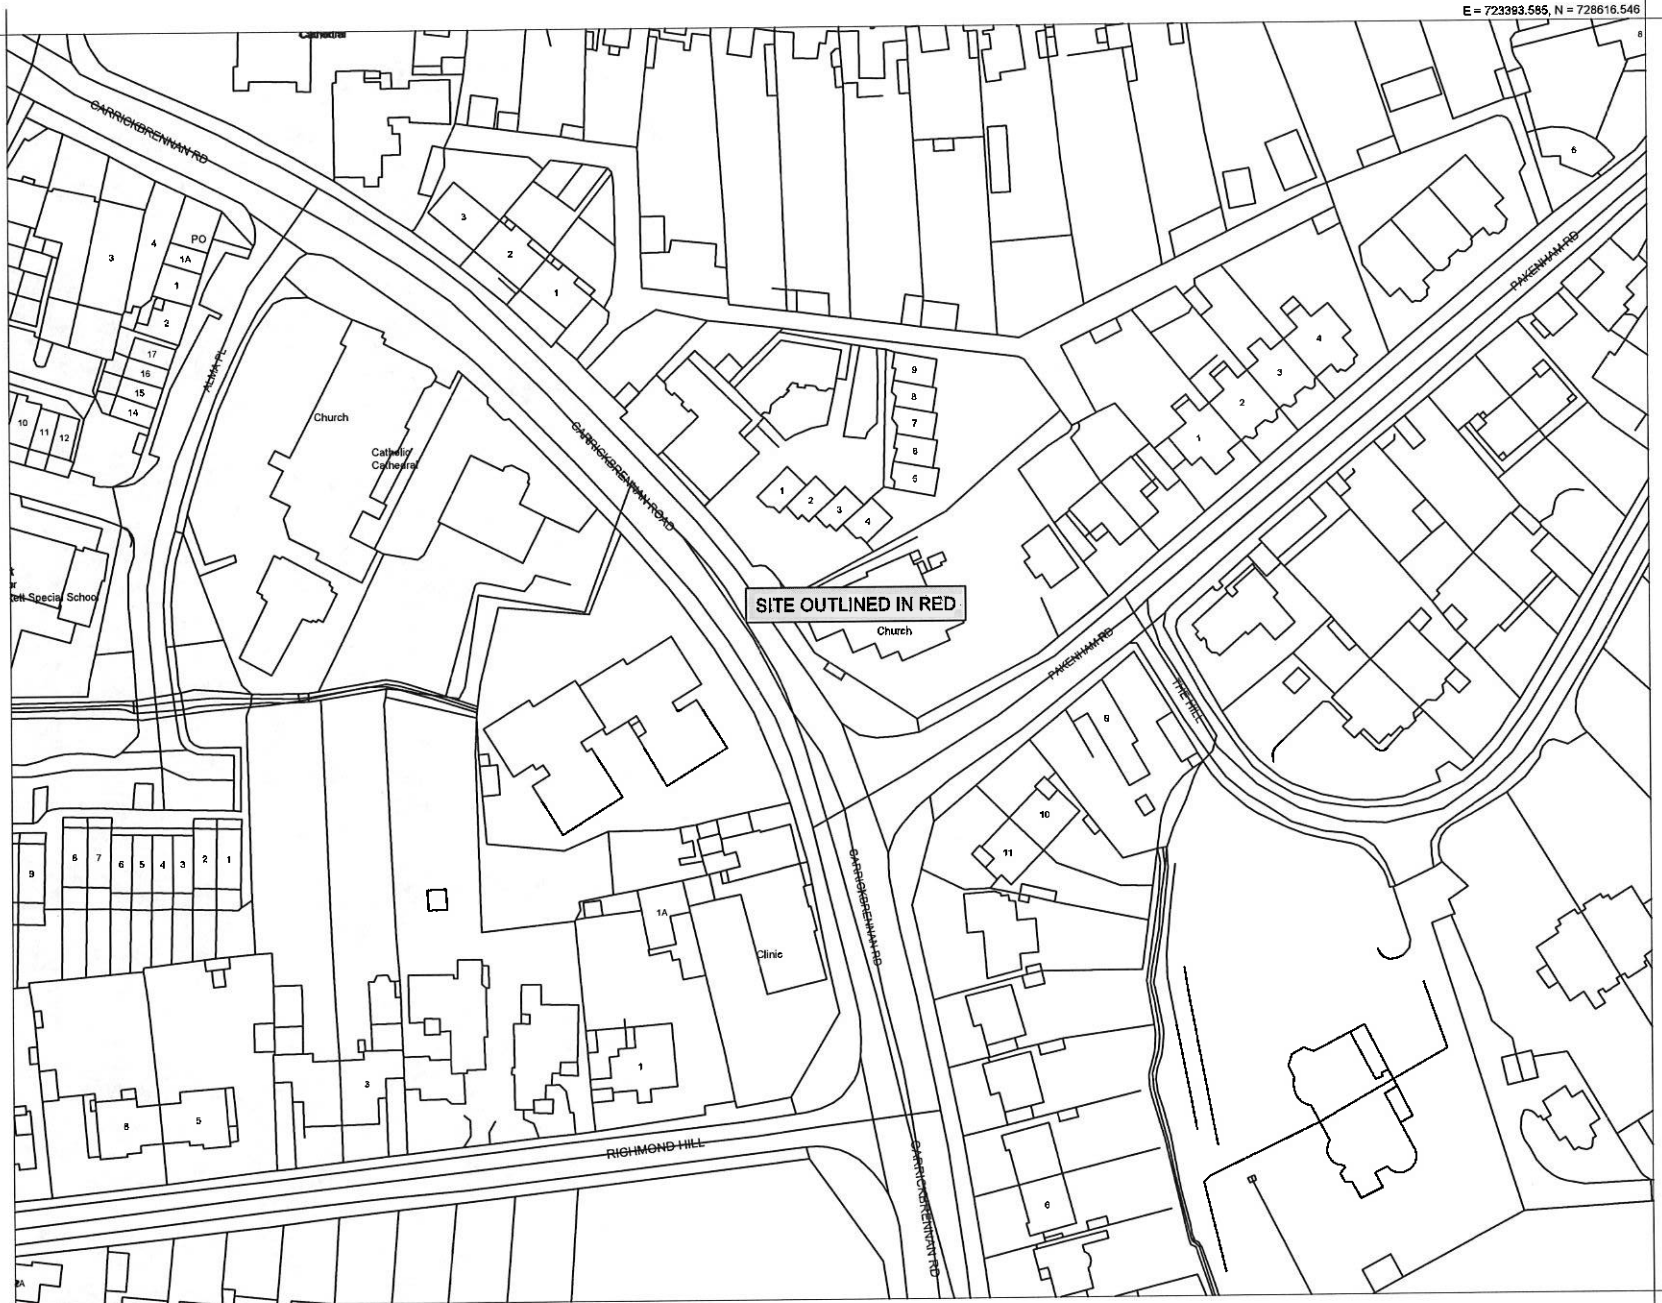 E = 723393.585, N = 728616.546
Cathedral
8
CARRICKBRENNAN RD
6
3
PO
4
1A
3
2
1
1
2
17
16
15
14
10
11
12
ALMA PL
Church
Catholic
Cathedral
CARRICKBRENNAN ROAD
9
8
7
6
5
1
2
3
4
PAKENHAM RD
4
3
2
1
ell Special School
SITE OUTLINED IN RED
Church
PAKENHAM RD
THE HILL
9
10
11
9
8
7
6
5
4
3
2
1
1A
Clinic
CARRICKBRENNAN RD
3
1
6
5
RICHMOND HILL
CARRICKBRENNAN RD
6
2A